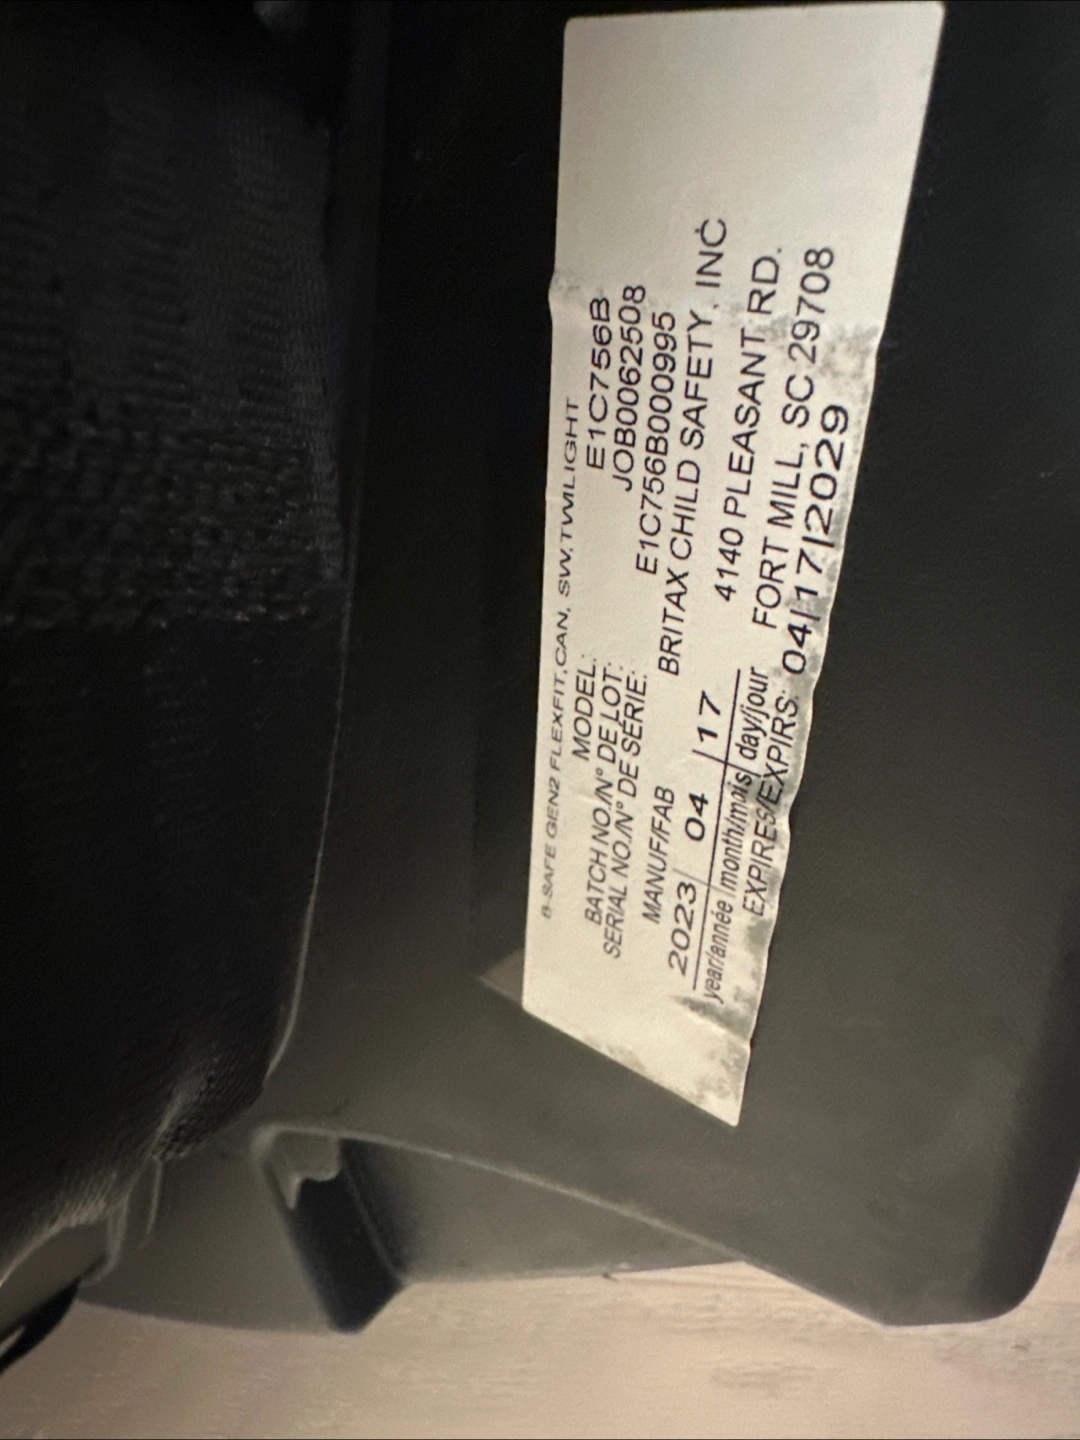 B-SAFE GEN2 FLEXFIT,CAN, SW,TWLIGHT
MODEL: E1C756B
BATCH NO./N° DE LOT: JOB0062508
SERIAL NO./N° DE SÉRIE: E1C756B000995
MANUF/FAB BRITAX CHILD SAFETY, INC
2023 04 17 4140 PLEASANT RD.
year/année month/mois day/jour FORT MILL, SC 29708
EXPIRES/EXPIRS: 04/17/2029